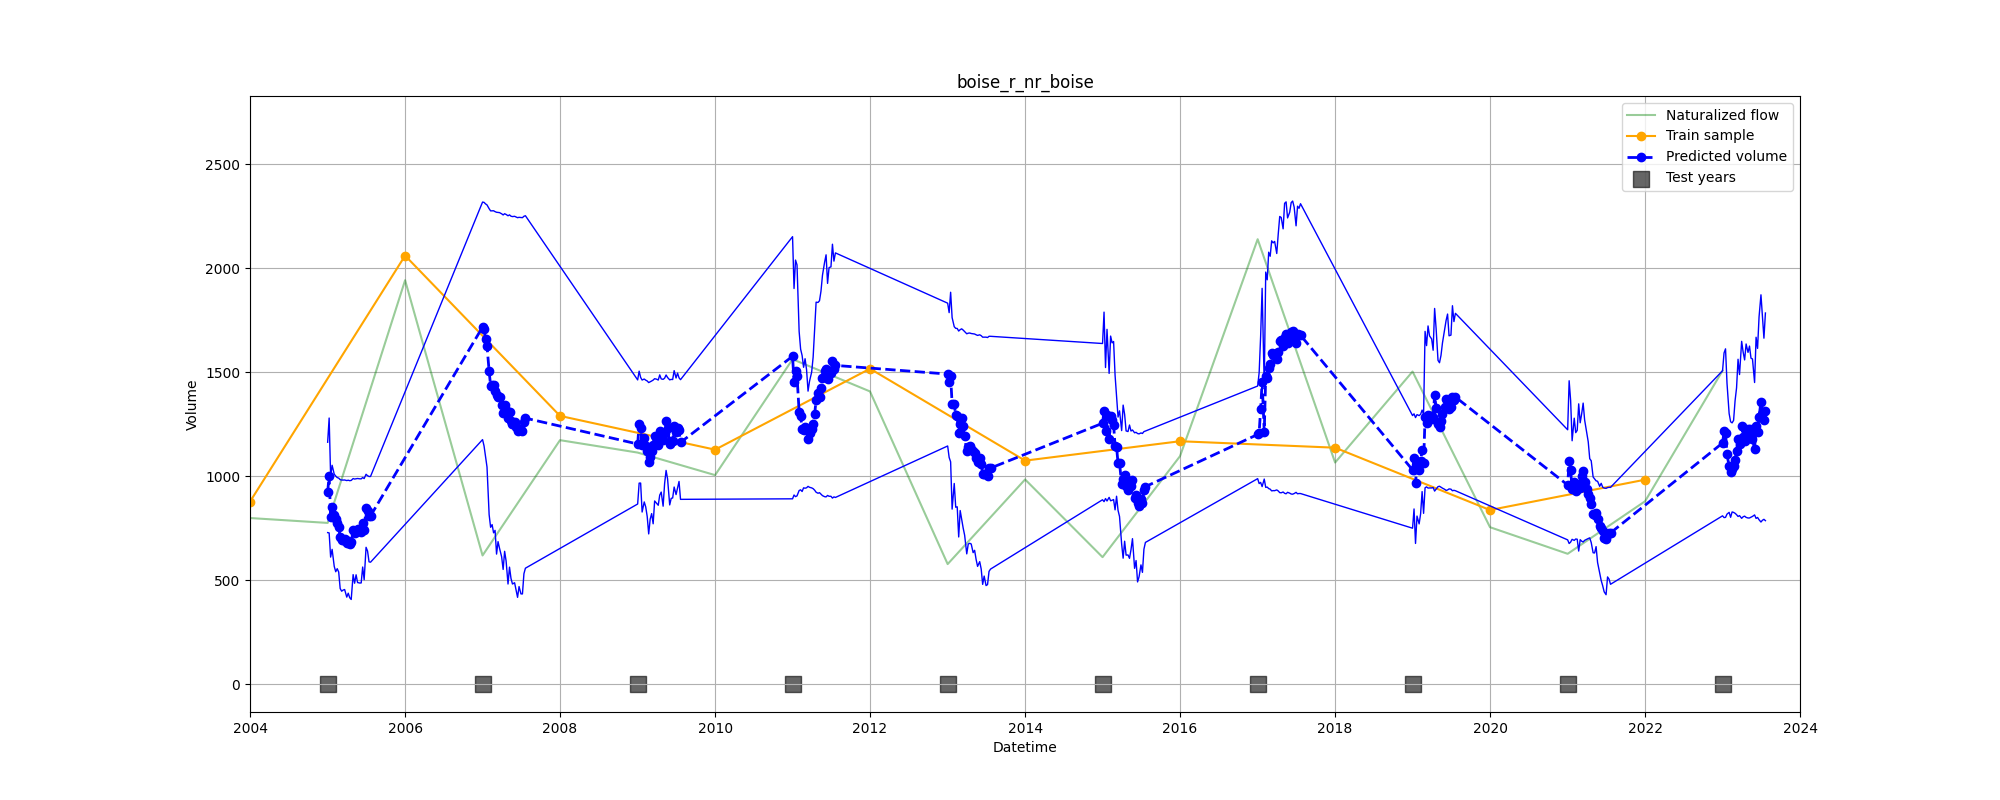 boise_r_nr_boise
Naturalized flow
Train sample
Predicted volume
Test years
2500
2000
1500
1000
500
0
Volume
2004 2006 2008 2010 2012 2014 2016 2018 2020 2022 2024
Datetime